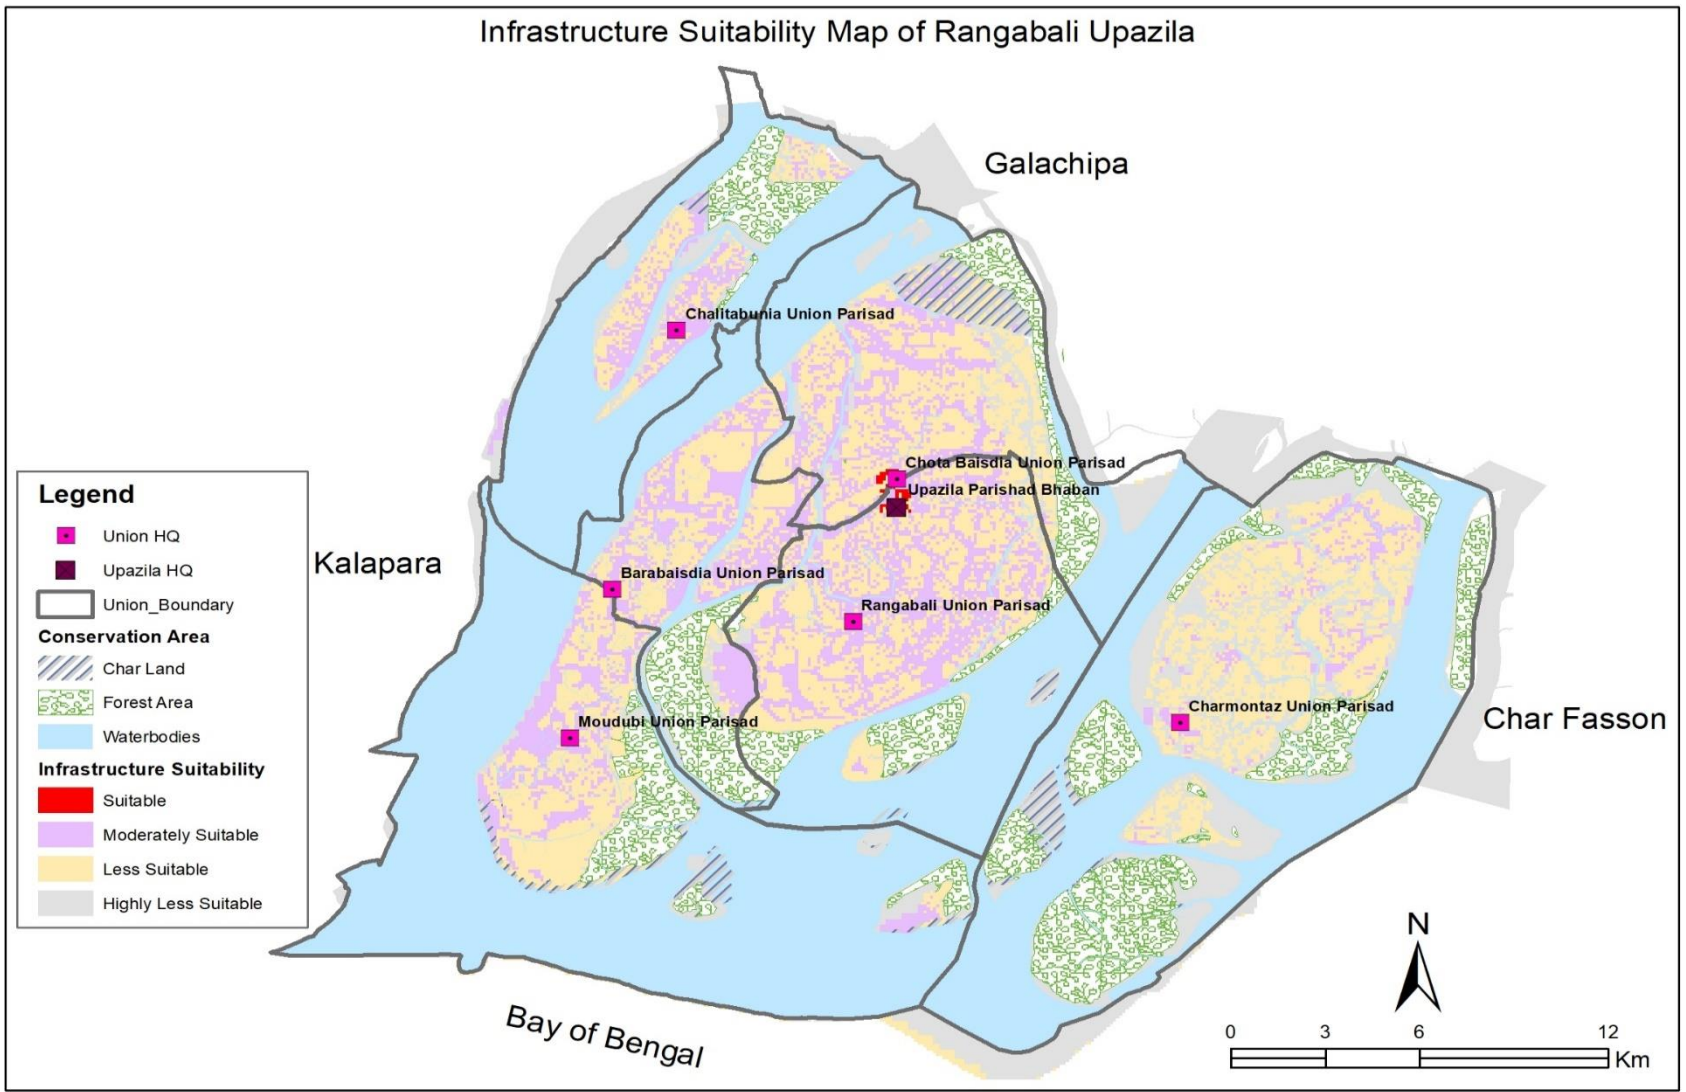 Infrastructure Suitability Map of Rangabali Upazila
Galachipa
Chalitabunia Union Parisad
Chota Baisdia Union Parisad
Upazila Parishad Bhaban
Kalapara
Barabaisdia Union Parisad
Rangabali Union Parisad
Charmontaz Union Parisad
Char Fasson
Moudubi Union Parisad
Bay of Bengal
Legend
Union HQ
Upazila HQ
Union_Boundary
Conservation Area
Char Land
Forest Area
Waterbodies
Infrastructure Suitability
Suitable
Moderately Suitable
Less Suitable
Highly Less Suitable
N
0 3 6 12
Km